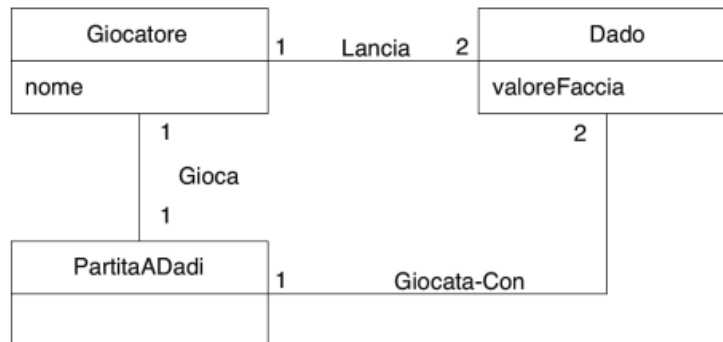 Giocatore
1
Lancia
2
Dado
nome
valoreFaccia
1
2
Gioca
1
PartitaADadi
1
Giocata-Con